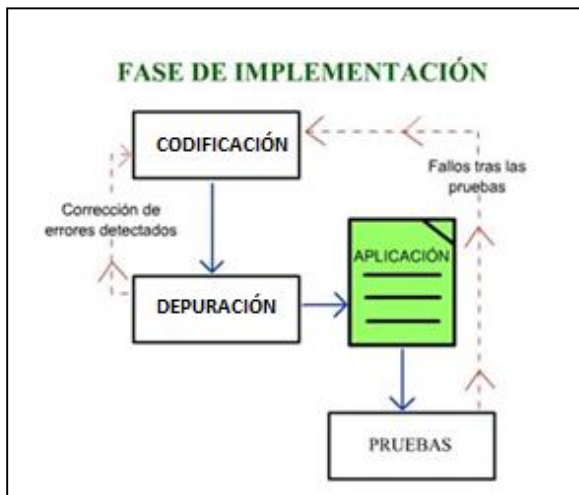 FASE DE IMPLEMENTACIÓN
CODIFICACIÓN
Fallos tras las
pruebas
Corrección de
errores detectados
APLICACIÓN
DEPURACIÓN
PRUEBAS